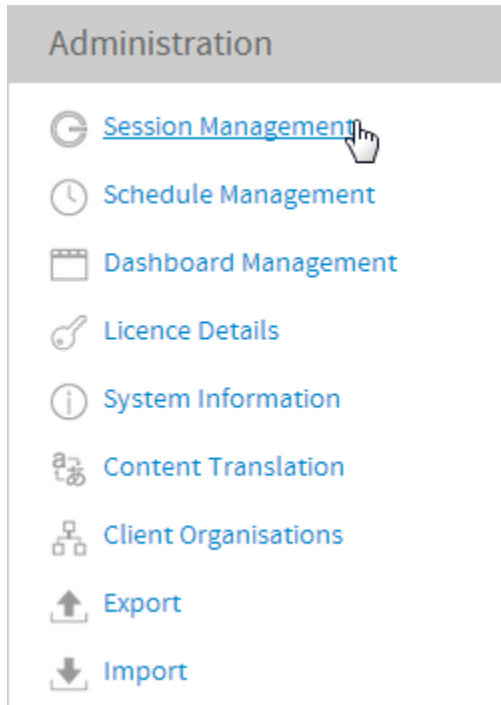 Administration
Session Management
Schedule Management
Dashboard Management
Licence Details
System Information
Content Translation
Client Organisations
Export
Import